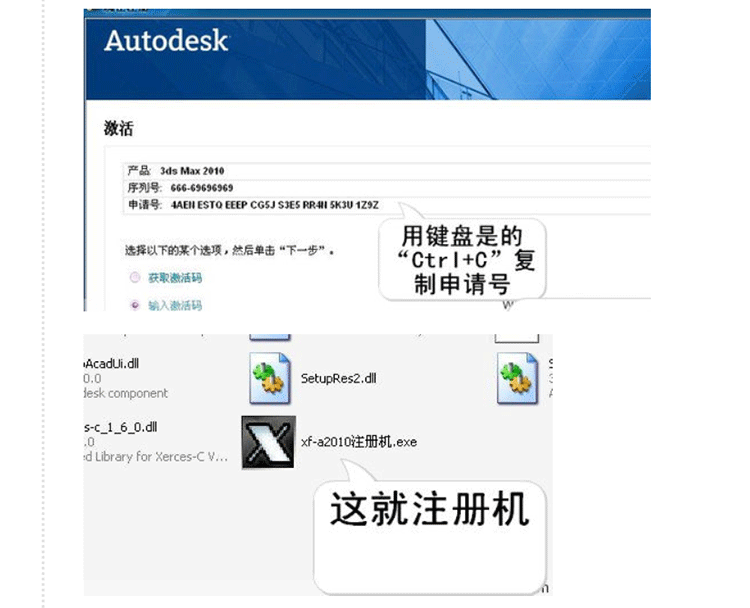 Autodesk
激活
产品: 3ds Max 2010
序列号: 666-69696969
申请号: 4AEH ESTQ EEEP CG5J S3E5 RR4H 5K3U 1Z9Z
用键盘是的
“Ctrl+C”复
制申请号
选择以下的某个选项，然后单击“下一步”。
获取激活码
输入激活码
W
AcadUi.dll
0.0
desk component
SetupRes2.dll
s-c_1_6_0.dll
.0
ed Library for Xerces-C V...
xf-a2010注册机.exe
这就注册机